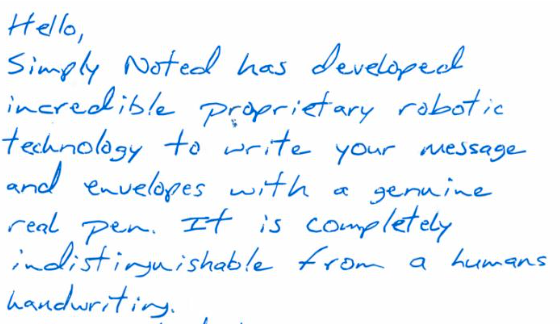 Hello,
Simply Noted has developed
incredible proprietary robotic
technology to write your message
and envelopes with a genuine
real pen. It is completely
indistinguishable from a humans
handwriting.